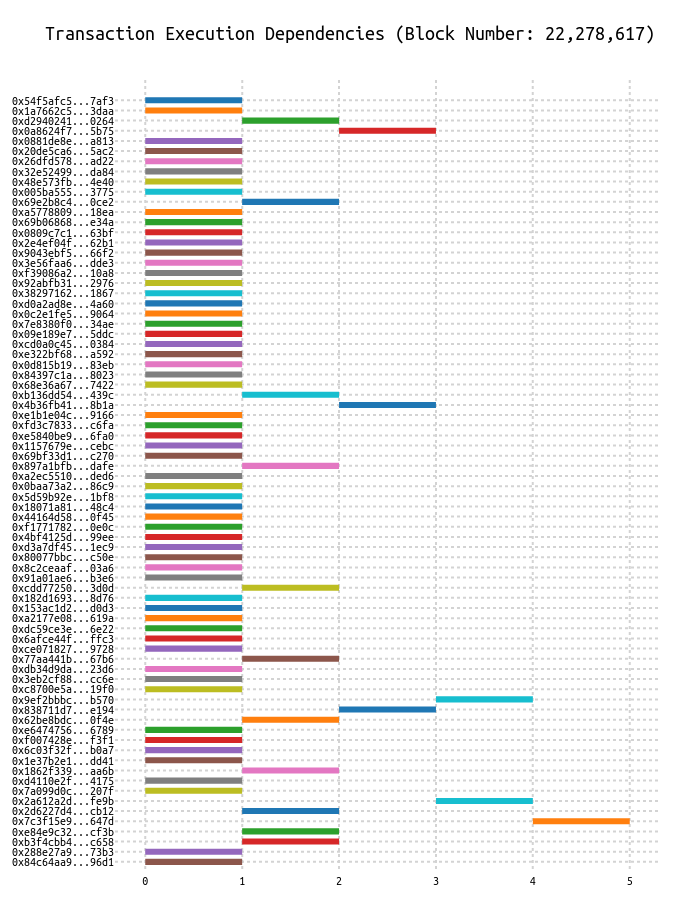 Transaction Execution Dependencies (Block Number: 22,278,617)
0x54f5afc5...7af3
0x1a7662c5...3daa
0xd2940241...0264
0x0a8624f7...5b75
0x0881de8e...a813
0x20de5ca6...5ac2
0x26dfd578...ad22
0x32e52499...da84
0x48e573fb...4e40
0x005ba555...3775
0x69e2b8c4...0ce2
0xa5778809...18ea
0x69b06868...e34a
0x0809c7c1...63bf
0x2e4ef04f...62b1
0x9043ebf5...66f2
0x3e56faa6...dde3
0xf39086a2...10a8
0x92abfb31...2976
0x38297162...1867
0xd0a2ad8e...4a60
0x0c2e1fe5...9064
0x7e8380f0...34ae
0x09e189e7...5ddc
0xcd0a0c45...0384
0xe322bf68...a592
0x0d815b19...83eb
0x84397c1a...8023
0x68e36a67...7422
0xb136dd54...439c
0x4b36fb41...8b1a
0xe1b1e04c...9166
0xfd3c7833...c6fa
0xe5840be9...6fa0
0x1157679e...cebc
0x69bf33d1...c270
0x897a1bfb...dafe
0xa2ec5510...ded6
0x0baa73a2...86c9
0x5d59b92e...1bf8
0x18071a81...48c4
0x44164d58...0f45
0xf1771782...0e0c
0x4bf4125d...99ee
0xd3a7df45...1ec9
0x80077bbc...c50e
0x8c2ceaaf...03a6
0x91a01ae6...b3e6
0xcdd77250...3d0d
0x182d1693...8d76
0x153ac1d2...d0d3
0xa2177e08...619a
0xdc59ce3e...6e22
0x6afce44f...ffc3
0xce071827...9728
0x77aa441b...67b6
0xdb34d9da...23d6
0x3eb2cf88...cc6e
0xc8700e5a...19f0
0x9ef2bbbc...b570
0x838711d7...e194
0x62be8bdc...0f4e
0xe6474756...6789
0xf007428e...f3f1
0x6c03f32f...b0a7
0x1e37b2e1...dd41
0x1862f339...aa6b
0xd4110e2f...4175
0x7a099d0c...207f
0x2a612a2d...fe9b
0x2d6227d4...cb12
0x7c3f15e9...647d
0xe84e9c32...cf3b
0xb3f4cbb4...c658
0x288e27a9...73b3
0x84c64aa9...96d1
0 1 2 3 4 5